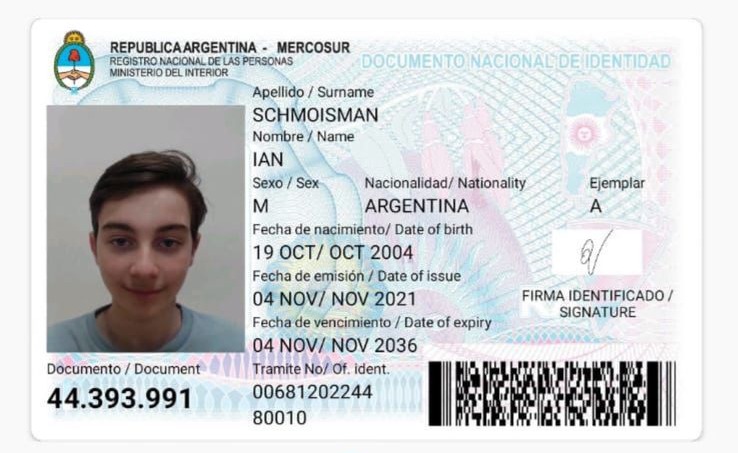 REPUBLICA ARGENTINA - MERCOSUR
REGISTRO NACIONAL DE LAS PERSONAS
MINISTERIO DEL INTERIOR
DOCUMENTO NACIONAL DE IDENTIDAD
Apellido / Surname
SCHMOISMAN
Nombre / Name
IAN
Sexo / Sex Nacionalidad/ Nationality Ejemplar
M ARGENTINA A
Fecha de nacimiento/ Date of birth
19 OCT/ OCT 2004
Fecha de emisión / Date of issue
04 NOV/ NOV 2021
FIRMA IDENTIFICADO /
SIGNATURE
Fecha de vencimiento / Date of expiry
04 NOV/ NOV 2036
Documento / Document
44.393.991
Tramite No/ Of. ident.
00681202244
80010